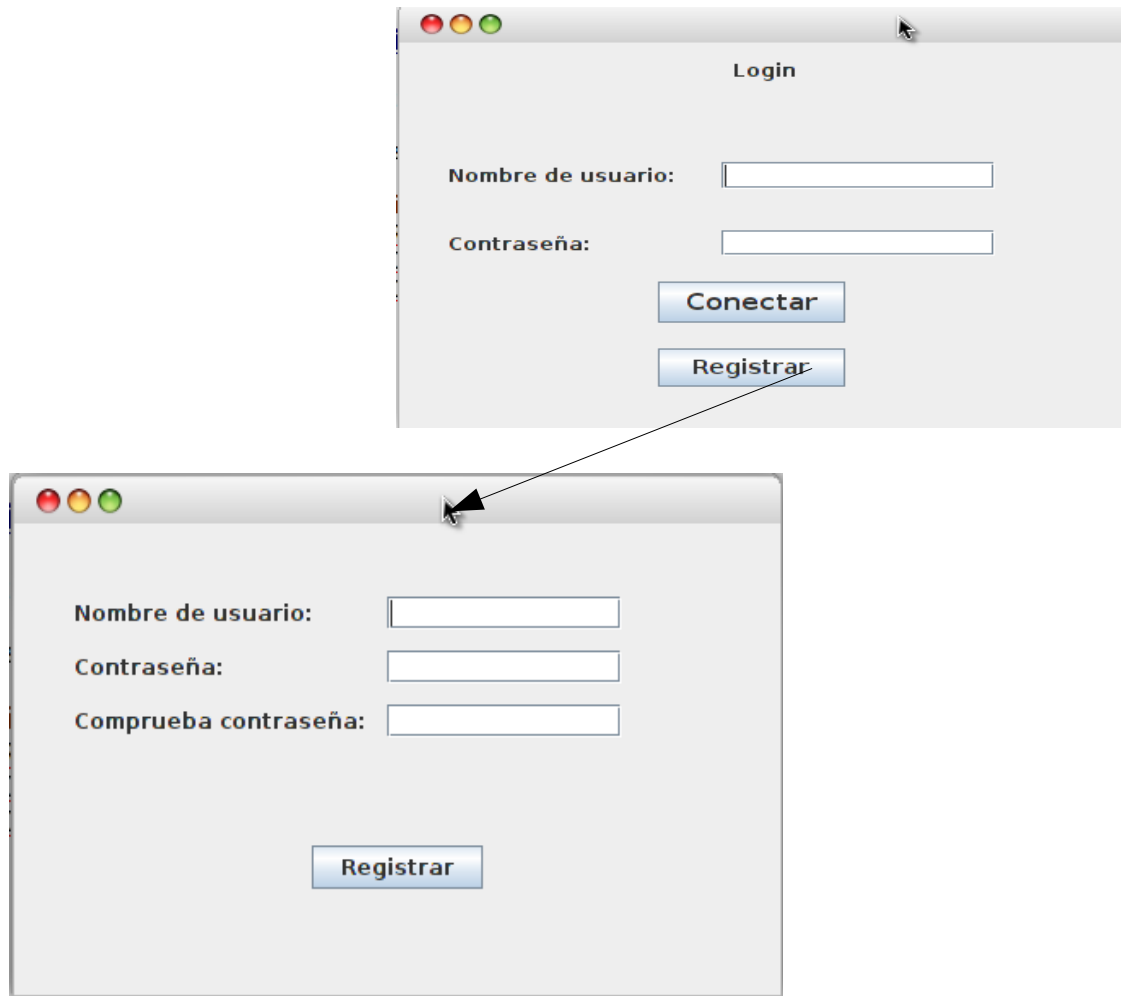 Login
Nombre de usuario:
Contraseña:
Conectar
Registrar
Nombre de usuario:
Contraseña:
Comprueba contraseña:
Registrar